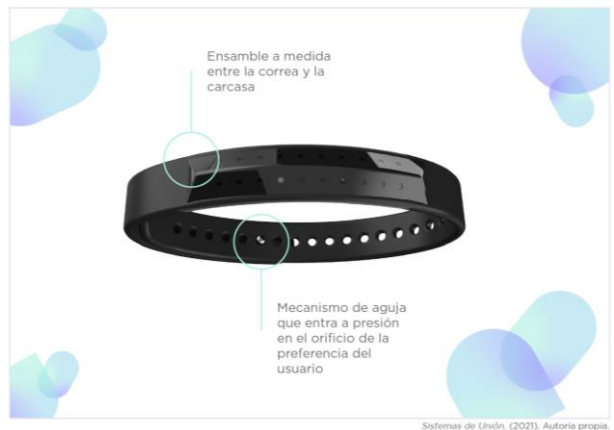 Ensamble a medida
entre la correa y la
carcasa
Mecanismo de aguja
que entra a presión
en el orificio de la
preferencia del
usuario
Sistemas de Unión. (2021). Autoría propia.